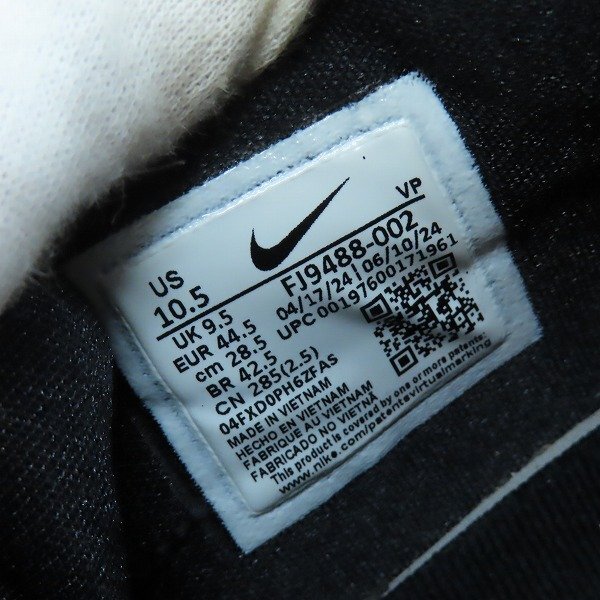 VP
US
10.5
FJ9488-002
UK 9.5
04/17/24 | 06/10/24
EUR 44.5
UPC 00197600171961
cm 28.5
BR 42.5
CN 285(2.5)
04FXD0PH6ZFAS
MADE IN VIETNAM
HECHO EN VIETNAM
FABRIQUE AU VIETNAM
FABRICADO NO VIETNÃ
This product is covered by one or more patents.
www.nike.com/patentsvirtualmarking